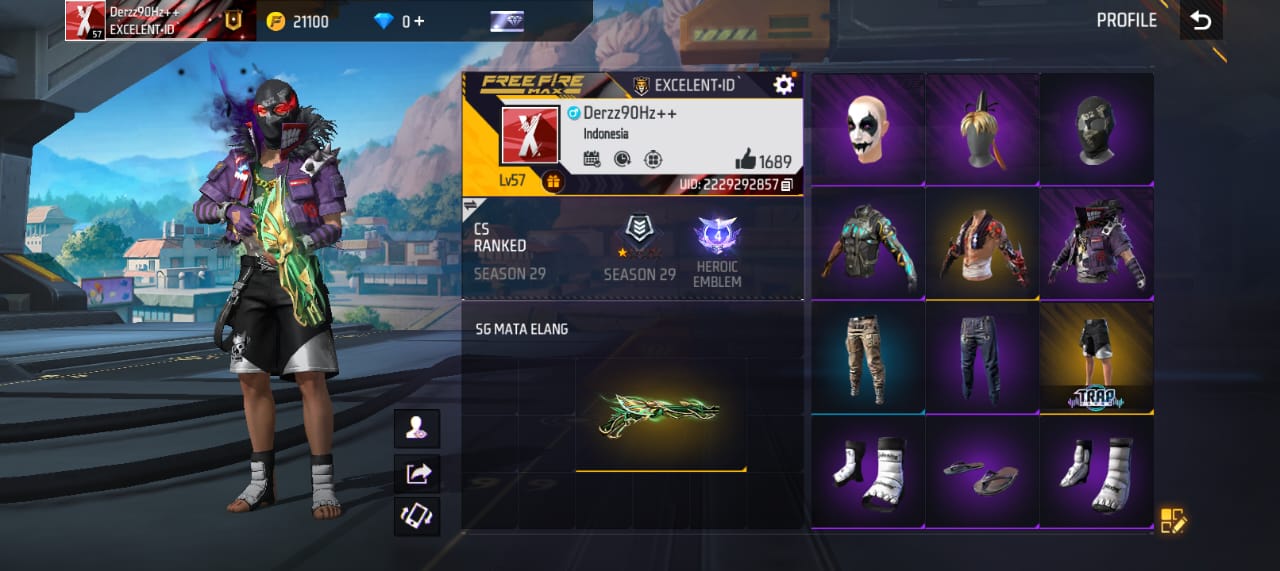 Derzz90Hz++
EXCELENT·ID`
57
21100
0 +
PROFILE
FREE FIRE
MAX
EXCELENT·ID`
Derzz90Hz++
Indonesia
1689
Lv57
UID: 2229292857
CS
RANKED
SEASON 29
SEASON 29
4
HEROIC
EMBLEM
SG MATA ELANG
TRAP